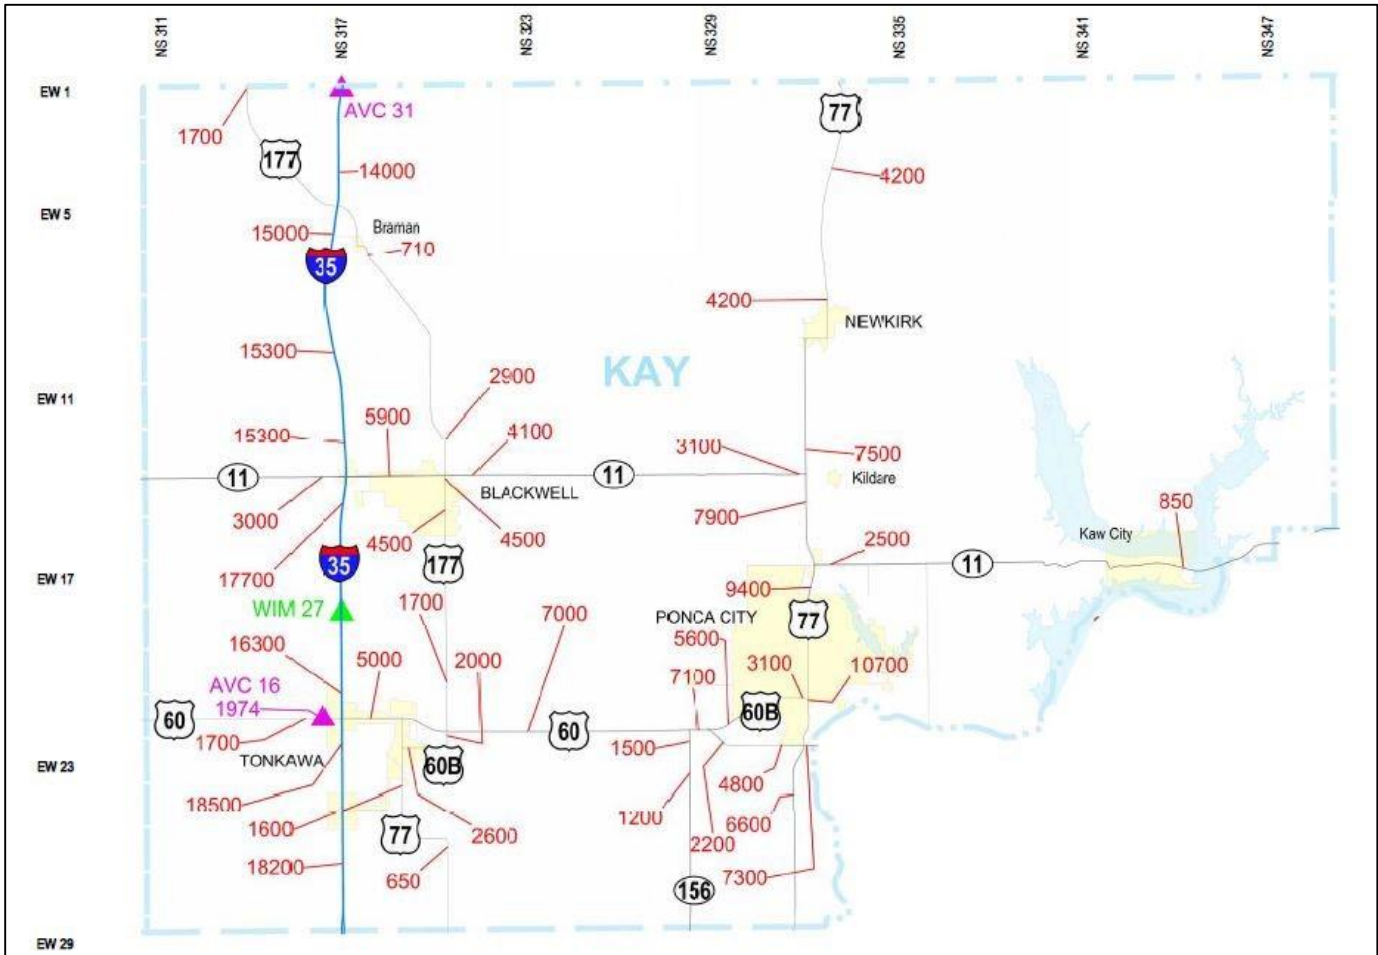 NS 311
NS 317
NS 323
NS 329
NS 335
NS 341
NS 347
EW 1
AVC 31
77
1700
177
14000
4200
EW 5
15000
Braman
710
35
4200
NEWKIRK
15300
KAY
2900
EW 11
5900
4100
15300
3100
7500
11
11
Kildare
BLACKWELL
3000
7900
850
4500
4500
Kaw City
2500
17700
35
177
11
EW 17
9400
WIM 27
1700
7000
PONCA CITY
77
5600
16300
5000
2000
7100
3100
10700
AVC 16
1974
60
60
60B
1700
1500
TONKAWA
60B
EW 23
4800
18500
1200
6600
1600
77
2600
2200
18200
650
7300
156
EW 29